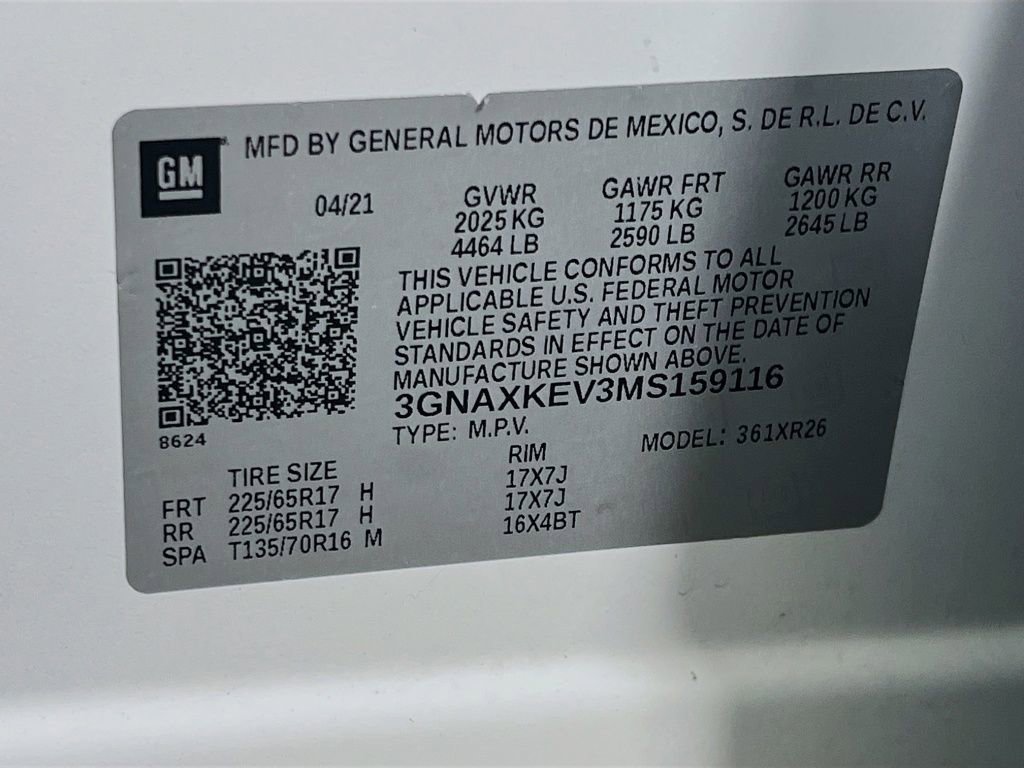 GM MFD BY GENERAL MOTORS DE MEXICO, S. DE R.L. DE C.V.
04/21 GVWR GAWR FRT GAWR RR
2025 KG 1175 KG 1200 KG
4464 LB 2590 LB 2645 LB
THIS VEHICLE CONFORMS TO ALL
APPLICABLE U.S. FEDERAL MOTOR
VEHICLE SAFETY AND THEFT PREVENTION
STANDARDS IN EFFECT ON THE DATE OF
MANUFACTURE SHOWN ABOVE.
3GNAXKEV3MS159116
8624
TYPE: M.P.V. MODEL: 361XR26
TIRE SIZE RIM
FRT 225/65R17 H 17X7J
RR 225/65R17 H 17X7J
SPA T135/70R16 M 16X4BT